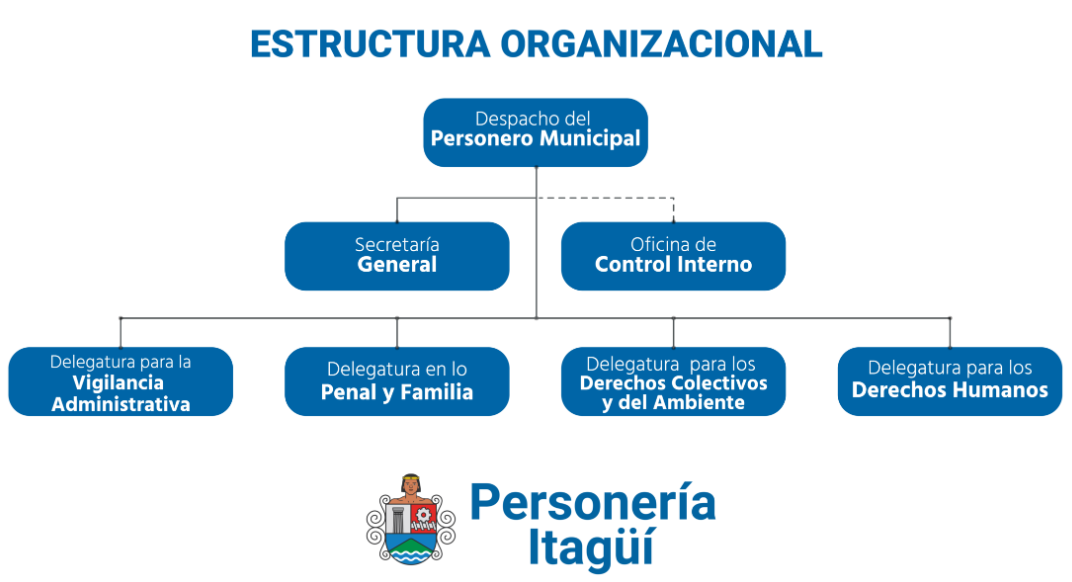 ESTRUCTURA ORGANIZACIONAL
Despacho del
Personero Municipal
Secretaría
General
Oficina de
Control Interno
Delegatura para la
Vigilancia
Administrativa
Delegatura en lo
Penal y Familia
Delegatura para los
Derechos Colectivos
y del Ambiente
Delegatura para los
Derechos Humanos
Personería
Itagüí